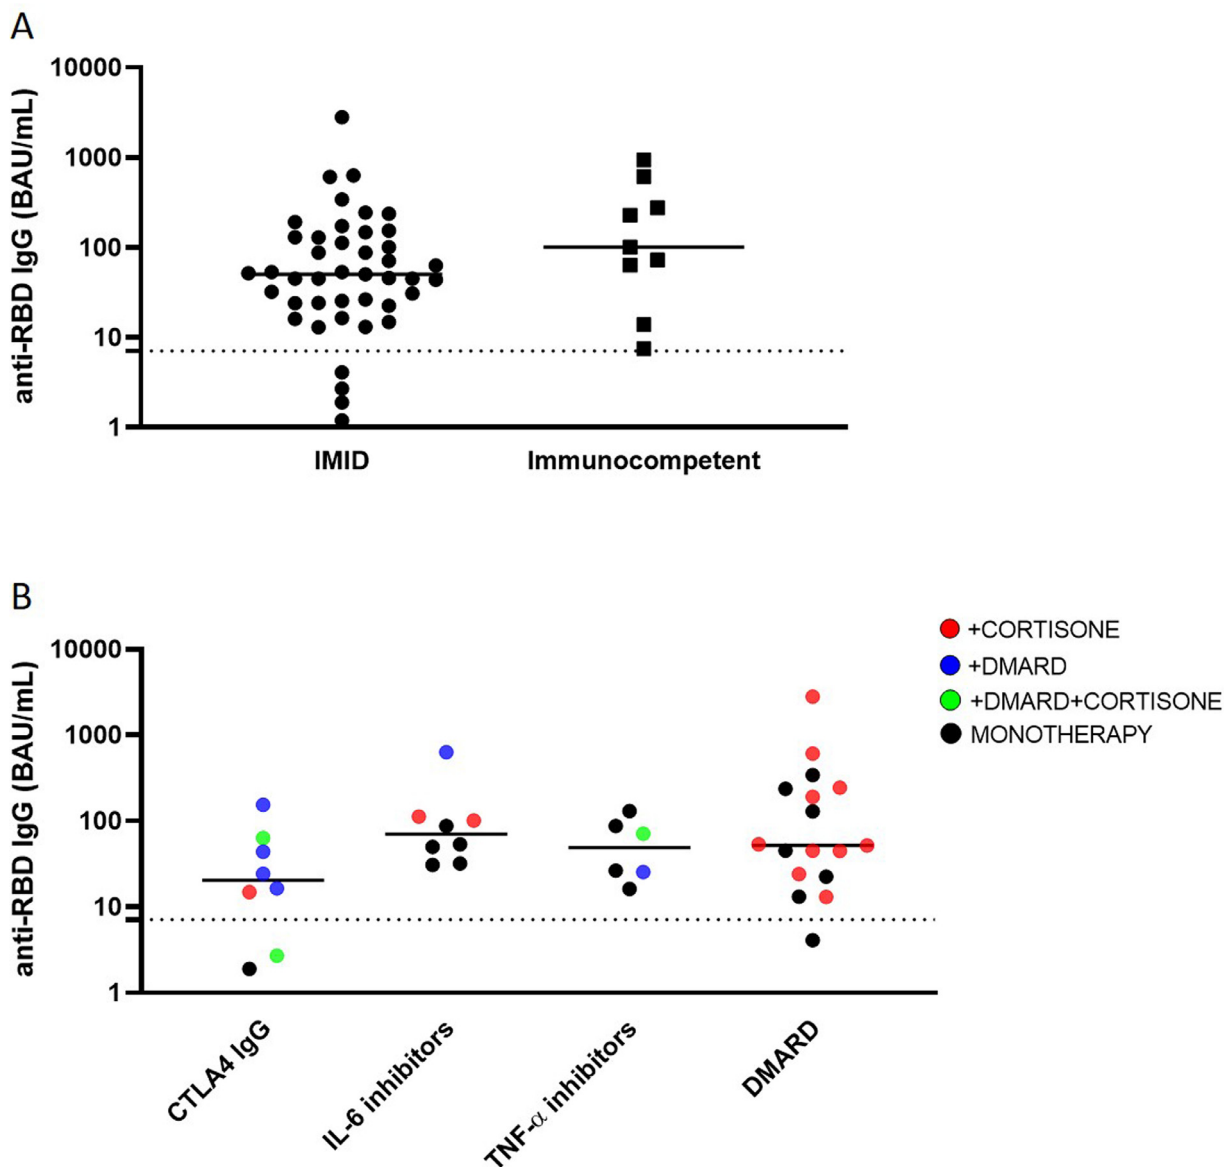 A
anti-RBD IgG (BAU/mL)
10000
1000
100
10
1
IMID
Immunocompetent
B
anti-RBD IgG (BAU/mL)
10000
1000
100
10
1
CTLA4 IgG
IL-6 inhibitors
TNF-α inhibitors
DMARD
+CORTISONE
+DMARD
+DMARD+CORTISONE
MONOTHERAPY